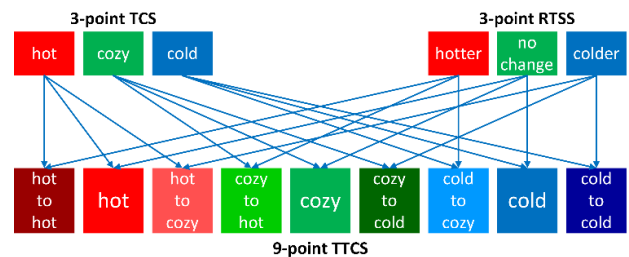 3-point TCS
3-point RTSS
hot
cozy
cold
hotter
no
change
colder
hot
to
hot
hot
hot
to
cozy
cozy
to
hot
cozy
cozy
to
cold
cold
to
cozy
cold
cold
to
cold
9-point TTCS